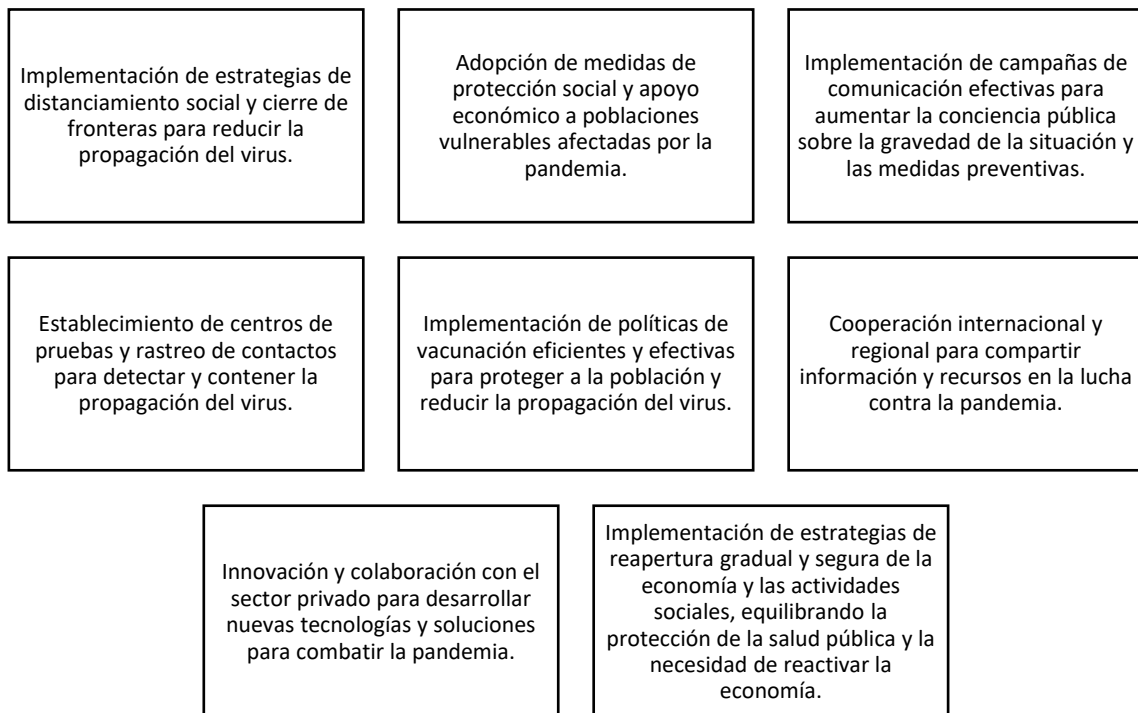 Implementación de estrategias de
distanciamiento social y cierre de
fronteras para reducir la
propagación del virus.
Adopción de medidas de
protección social y apoyo
económico a poblaciones
vulnerables afectadas por la
pandemia.
Implementación de campañas de
comunicación efectivas para
aumentar la conciencia pública
sobre la gravedad de la situación y
las medidas preventivas.
Establecimiento de centros de
pruebas y rastreo de contactos
para detectar y contener la
propagación del virus.
Implementación de políticas de
vacunación eficientes y efectivas
para proteger a la población y
reducir la propagación del virus.
Cooperación internacional y
regional para compartir
información y recursos en la lucha
contra la pandemia.
Innovación y colaboración con el
sector privado para desarrollar
nuevas tecnologías y soluciones
para combatir la pandemia.
Implementación de estrategias de
reapertura gradual y segura de la
economía y las actividades
sociales, equilibrando la
protección de la salud pública y la
necesidad de reactivar la
economía.